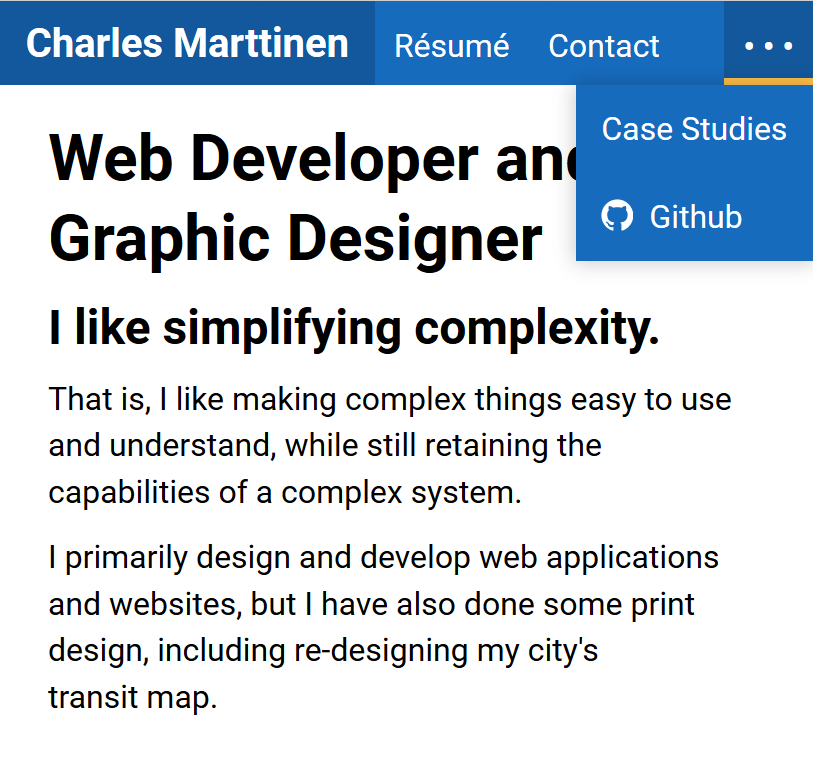 Charles Marttinen Résumé Contact ...
Case Studies
Github
Web Developer and
Graphic Designer
I like simplifying complexity.
That is, I like making complex things easy to use
and understand, while still retaining the
capabilities of a complex system.
I primarily design and develop web applications
and websites, but I have also done some print
design, including re-designing my city's
transit map.